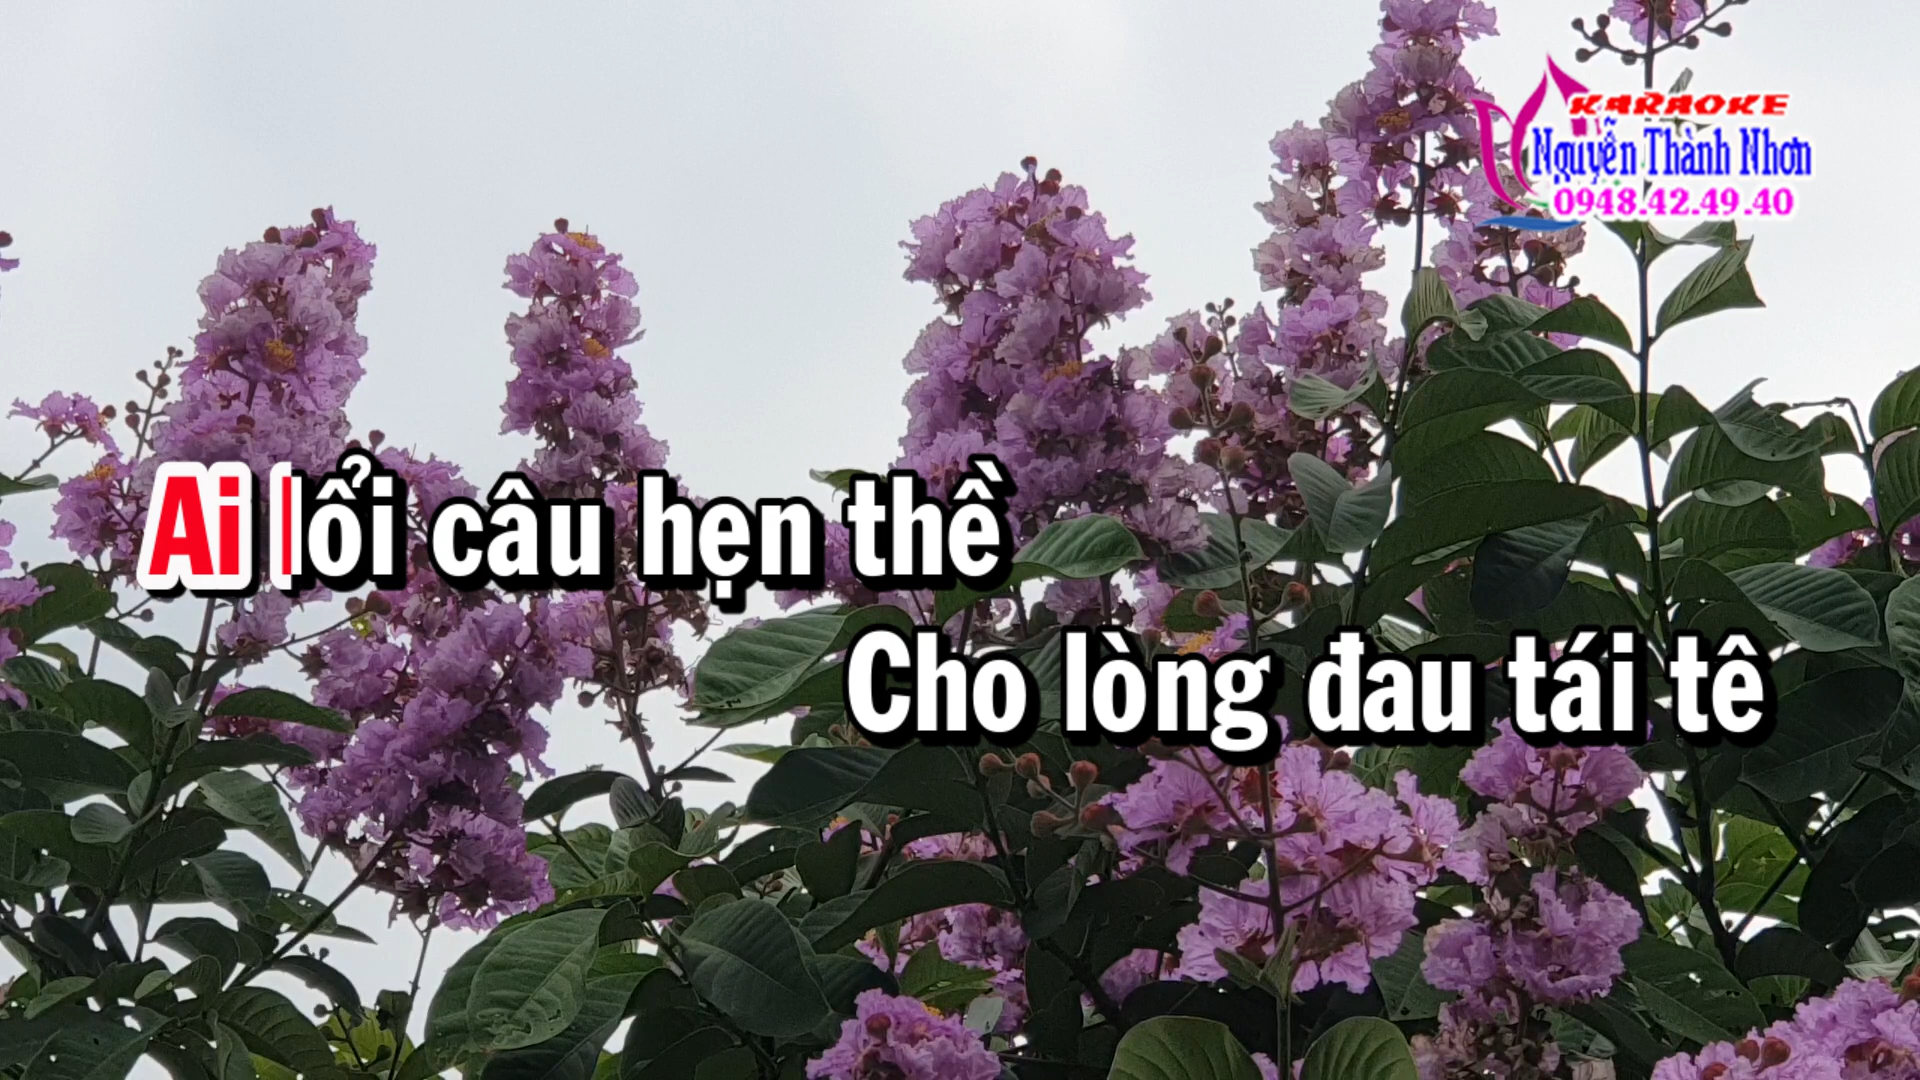 KARAOKE
Nguyễn Thành Nhơn
0948.42.49.40
Ai lổi câu hẹn thề
Cho lòng đau tái tê